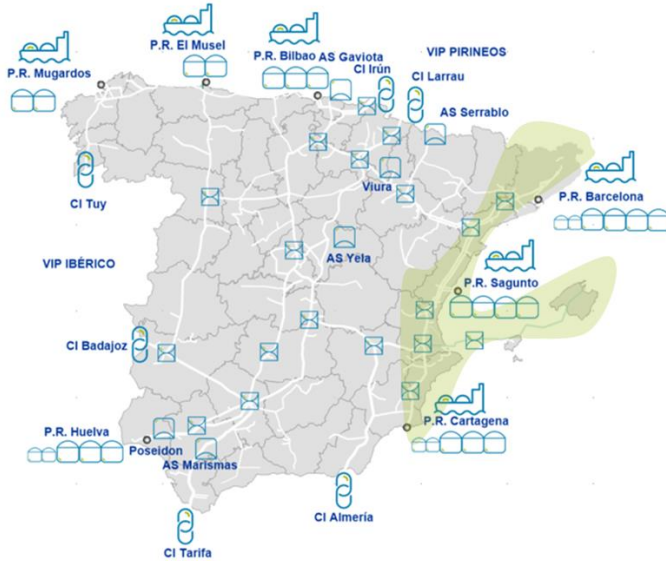 VIP PIRINEOS
P.R. Mugardos
P.R. El Musel
P.R. Bilbao
AS Gaviota
CI Irún
CI Larrau
AS Serrablo
Viura
P.R. Barcelona
CI Tuy
AS Yela
P.R. Sagunto
VIP IBÉRICO
CI Badajoz
P.R. Huelva
Poseidon
AS Marismas
P.R. Cartagena
CI Almería
CI Tarifa